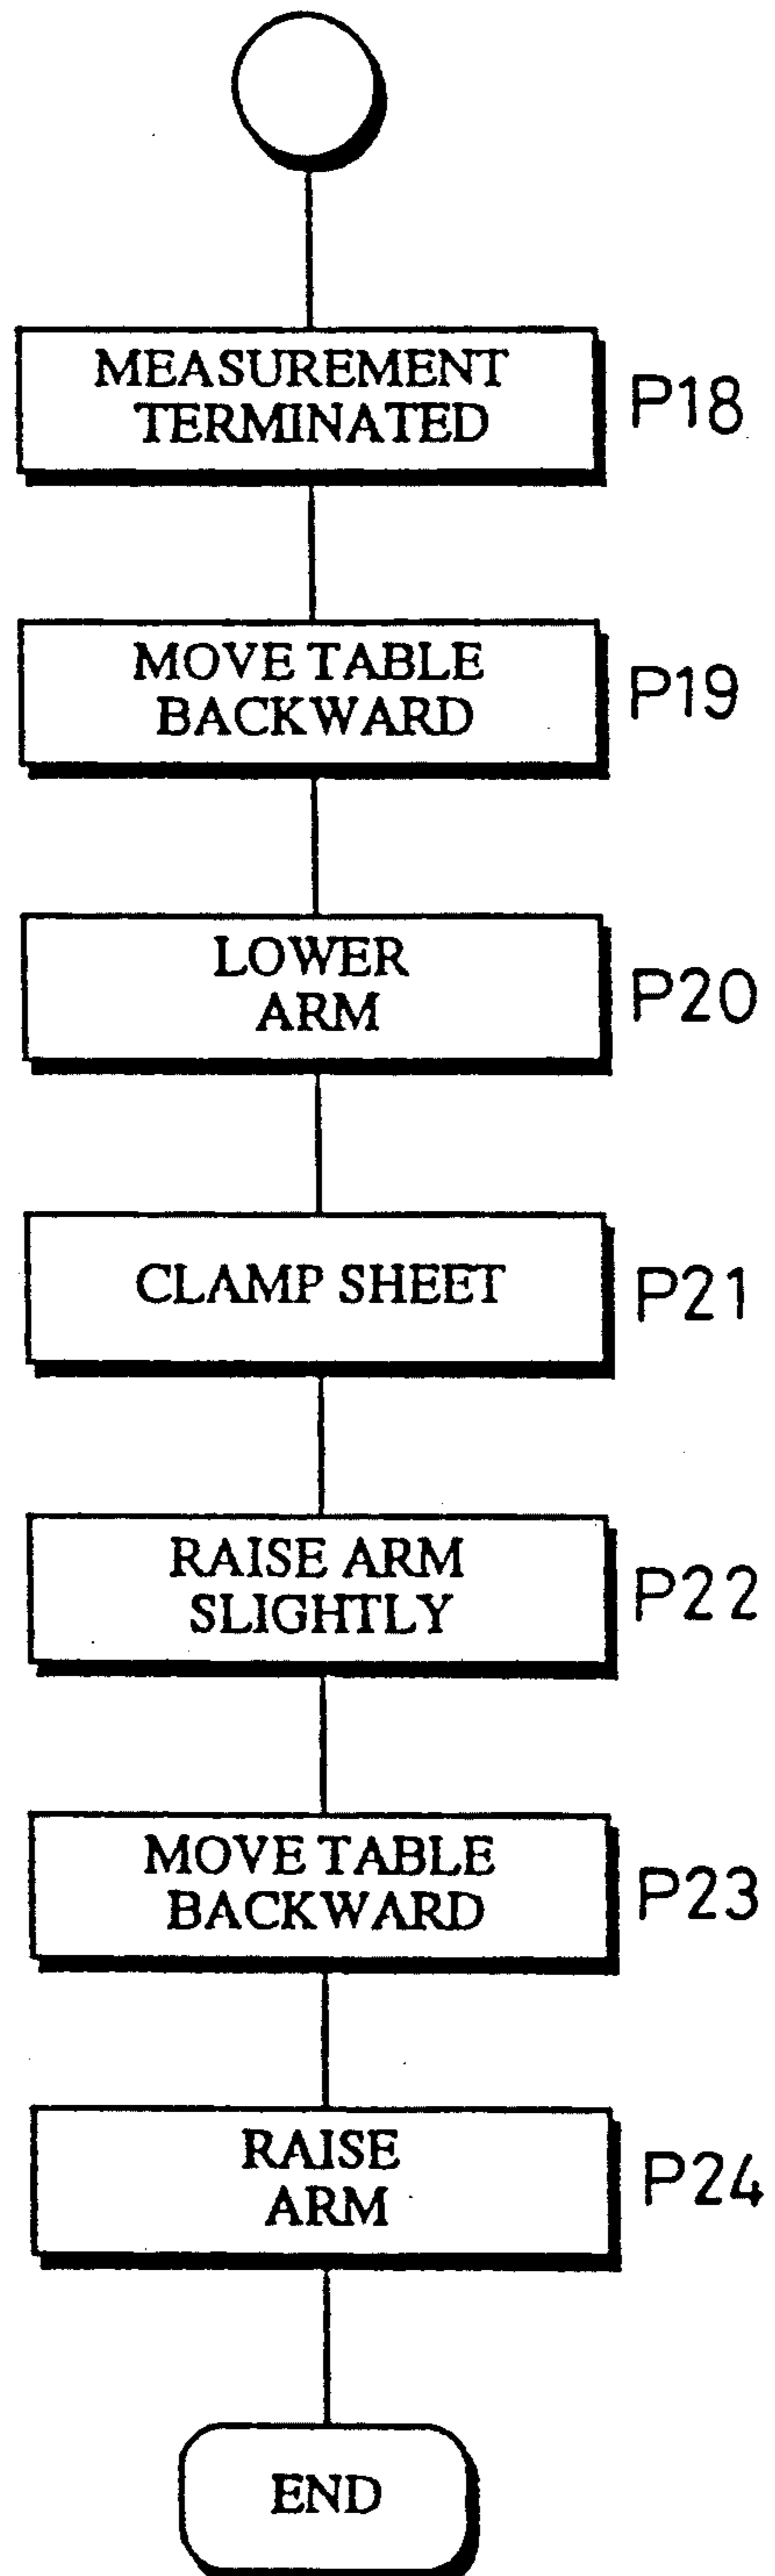 MEASUREMENT
TERMINATED
P18
MOVE TABLE
BACKWARD
P19
LOWER
ARM
P20
CLAMP SHEET
P21
RAISE ARM
SLIGHTLY
P22
MOVE TABLE
BACKWARD
P23
RAISE
ARM
P24
END